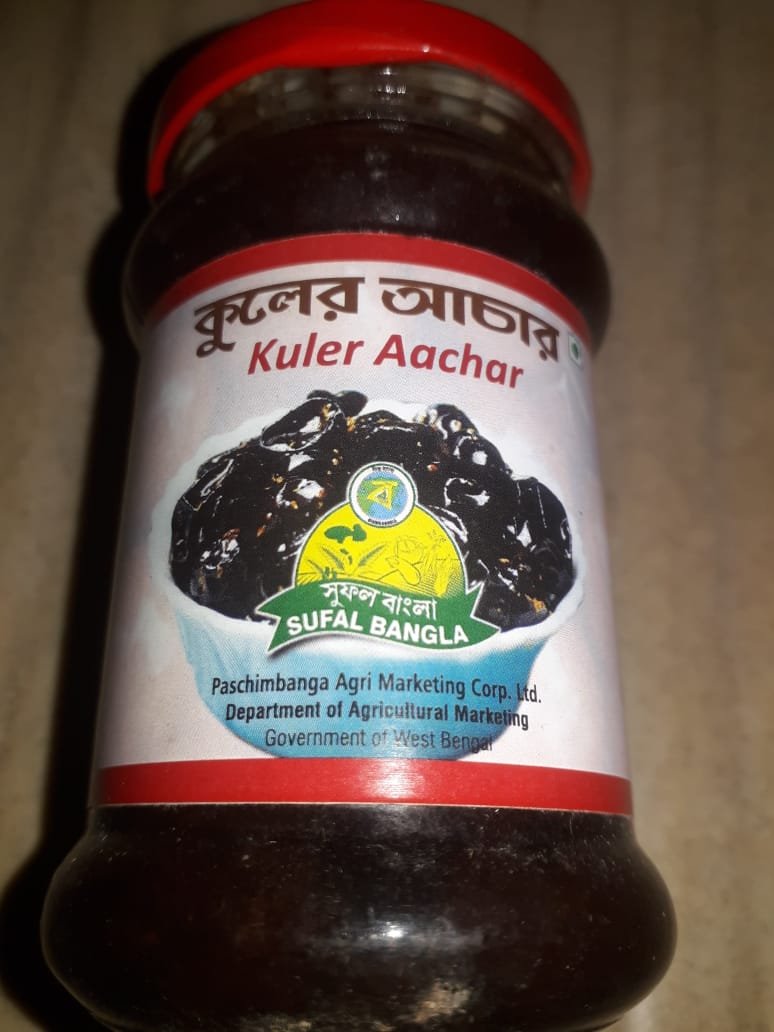 কুলের আচার
Kuler Aachar
ব
সুফল বাংলা
SUFAL BANGLA
Paschimbanga Agri Marketing Corp. Ltd.
Department of Agricultural Marketing
Government of West Bengal